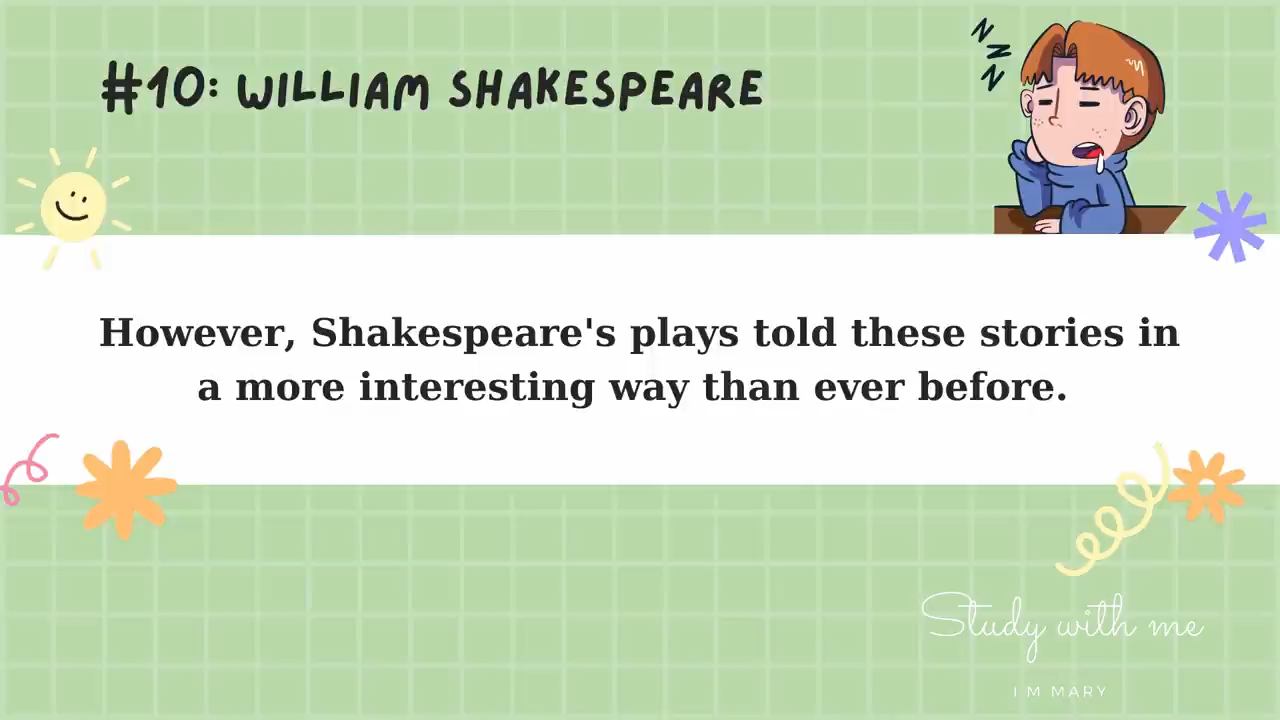 #10: WILLIAM SHAKESPEARE
Z
Z
Z
However, Shakespeare's plays told these stories in
a more interesting way than ever before.
Study with me
I M MARY